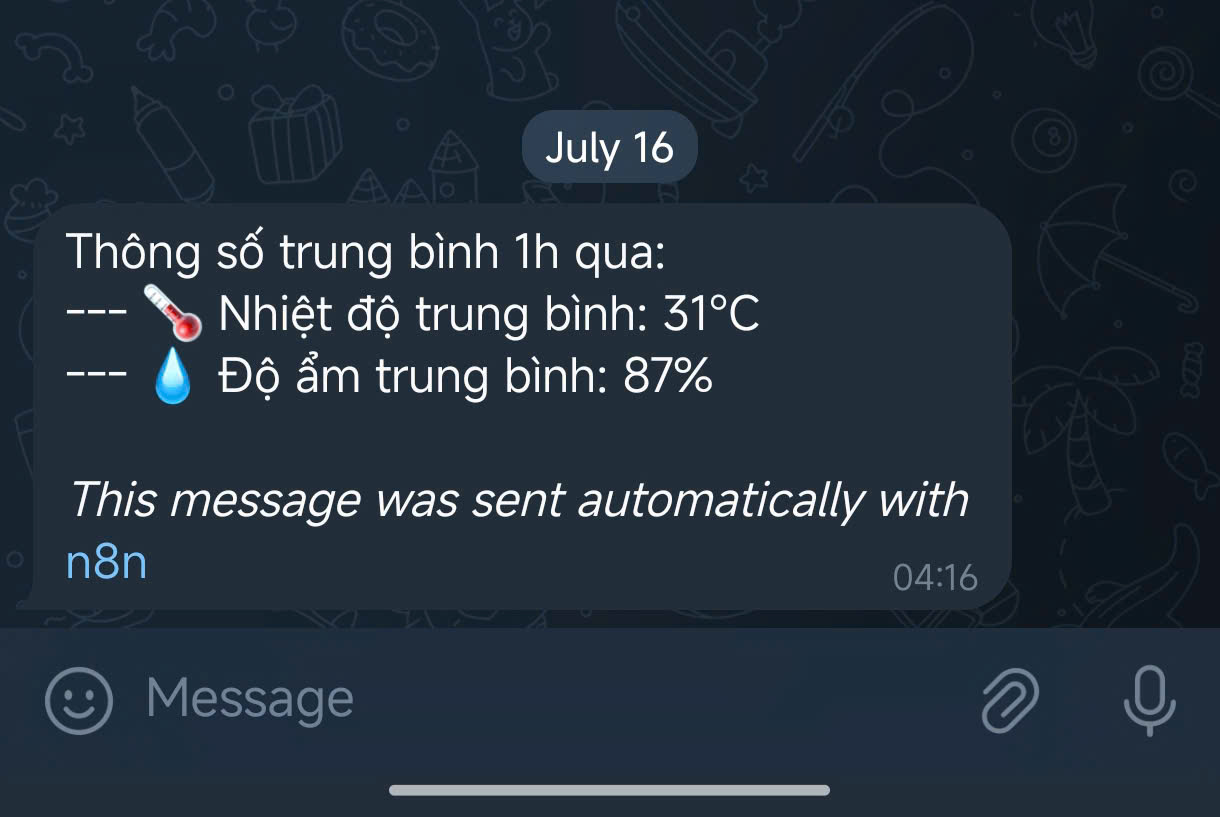 July 16
Thông số trung bình 1h qua:
--- 🌡️ Nhiệt độ trung bình: 31°C
--- 💧 Độ ẩm trung bình: 87%
This message was sent automatically with
n8n
04:16
Message